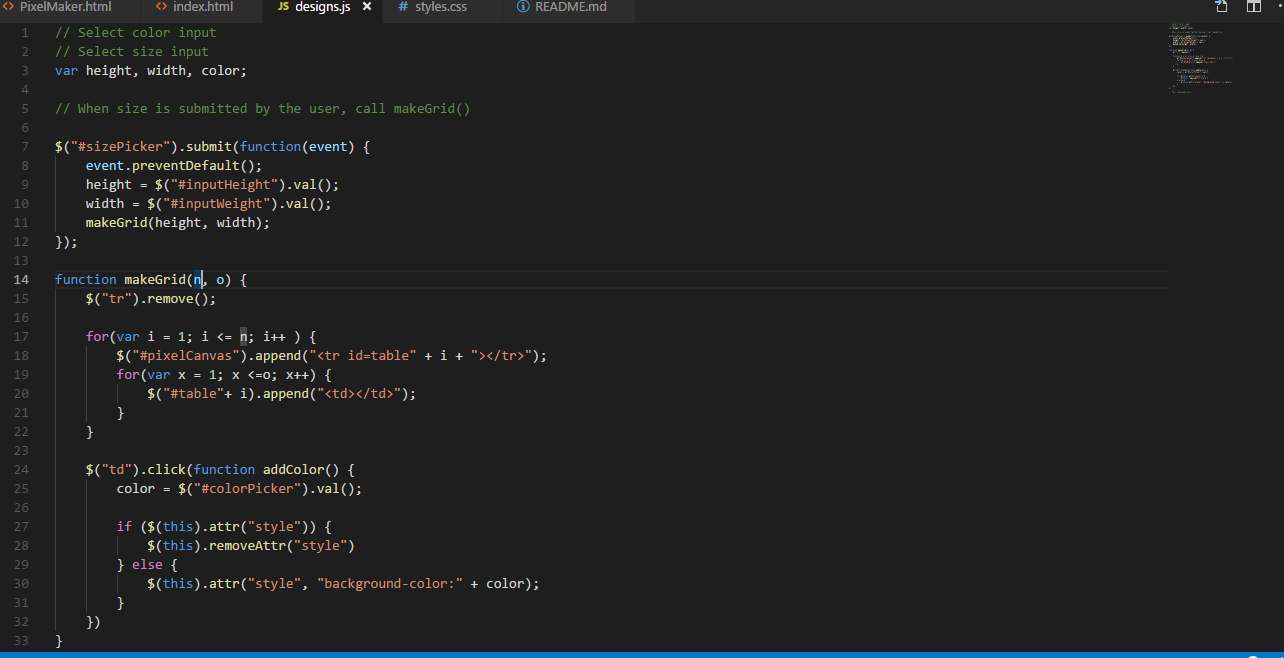 <> PixelMaker.html <> index.html JS designs.js × # styles.css ⓘ README.md
1 // Select color input
2 // Select size input
3 var height, width, color;
4
5 // When size is submitted by the user, call makeGrid()
6
7 $("#sizePicker").submit(function(event) {
8     event.preventDefault();
9     height = $("#inputHeight").val();
10     width = $("#inputWeight").val();
11     makeGrid(height, width);
12 });
13
14 function makeGrid(n, o) {
15     $("tr").remove();
16
17     for(var i = 1; i <= n; i++ ) {
18         $("#pixelCanvas").append("<tr id=table" + i + "></tr>");
19         for(var x = 1; x <=o; x++) {
20             $("#table"+ i).append("<td></td>");
21         }
22     }
23
24     $("td").click(function addColor() {
25         color = $("#colorPicker").val();
26
27         if ($(this).attr("style")) {
28             $(this).removeAttr("style")
29         } else {
30             $(this).attr("style", "background-color:" + color);
31         }
32     })
33 }